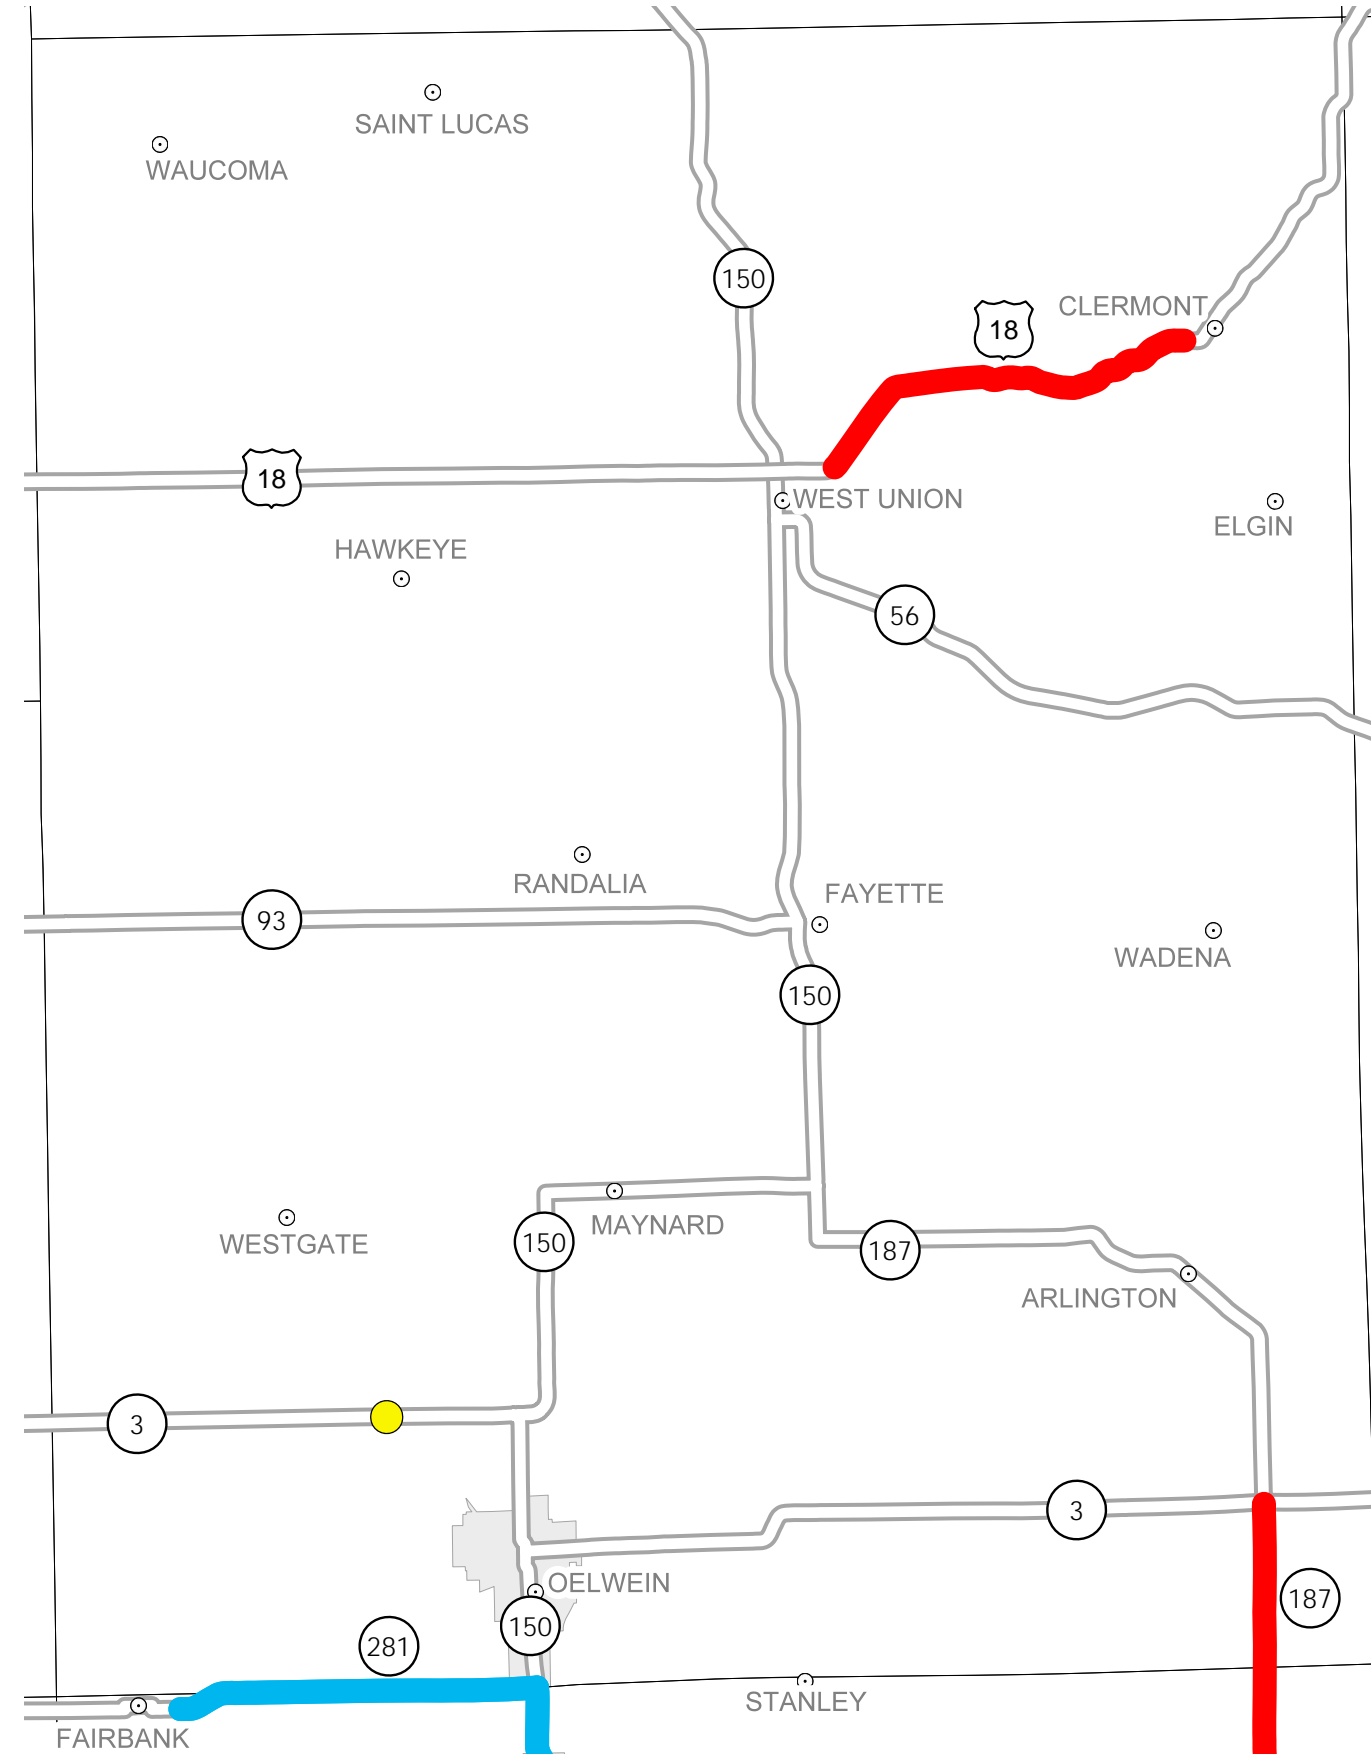 SAINT LUCAS
WAUCOMA
150
CLERMONT
18
18
WEST UNION
ELGIN
HAWKEYE
56
RANDALIA
FAYETTE
93
WADENA
150
MAYNARD
WESTGATE
150
187
ARLINGTON
3
3
OELWEIN
187
150
281
STANLEY
FAIRBANK